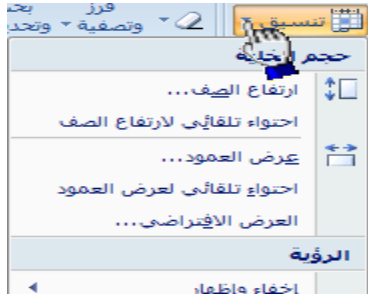 تنسيق
فرز وتصفية
حجم الخلية
ارتفاع الصف...
احتواء تلقائي لارتفاع الصف
عرض العمود...
احتواء تلقائي لعرض العمود
العرض الافتراضي...
الرؤية
إخفاء وإظهار